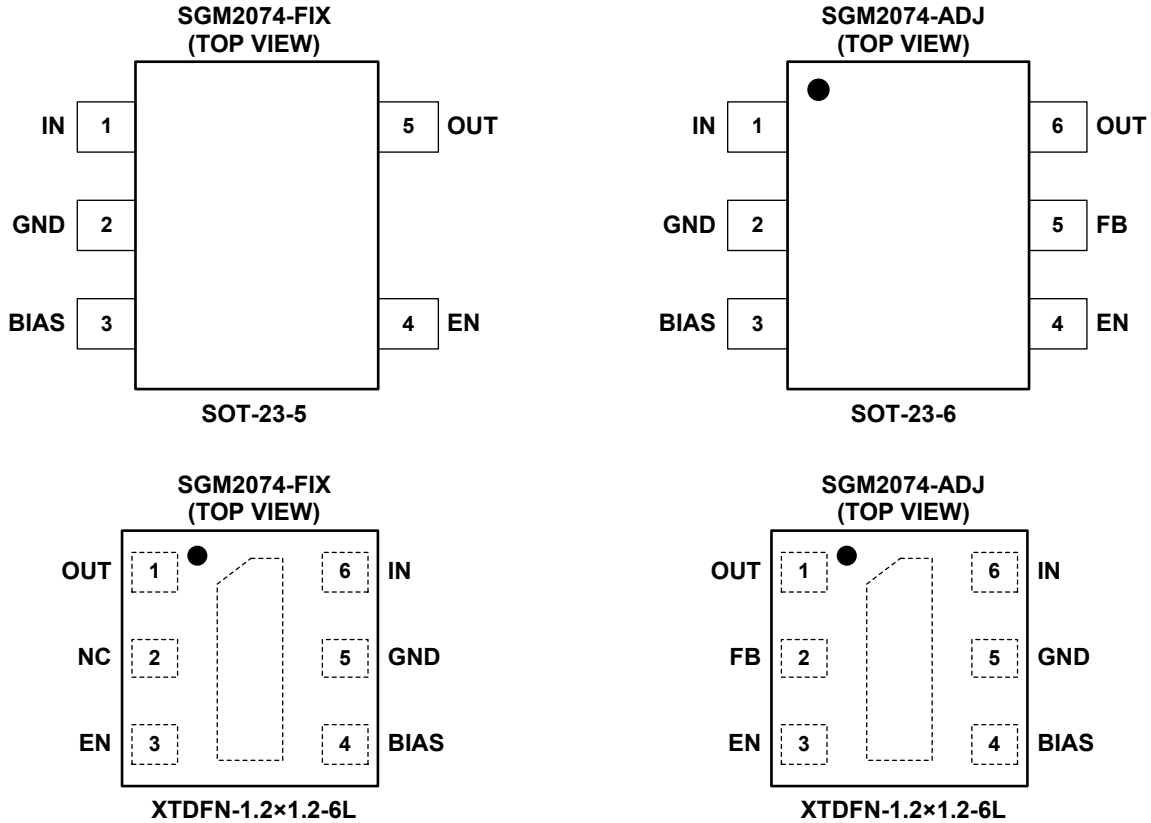 SGM2074-FIX
(TOP VIEW)
IN 1
5 OUT
GND 2
BIAS 3
4 EN
SOT-23-5
SGM2074-ADJ
(TOP VIEW)
IN 1
6 OUT
GND 2
5 FB
BIAS 3
4 EN
SOT-23-6
SGM2074-FIX
(TOP VIEW)
OUT 1
6 IN
NC 2
5 GND
EN 3
4 BIAS
XTDFN-1.2×1.2-6L
SGM2074-ADJ
(TOP VIEW)
OUT 1
6 IN
FB 2
5 GND
EN 3
4 BIAS
XTDFN-1.2×1.2-6L